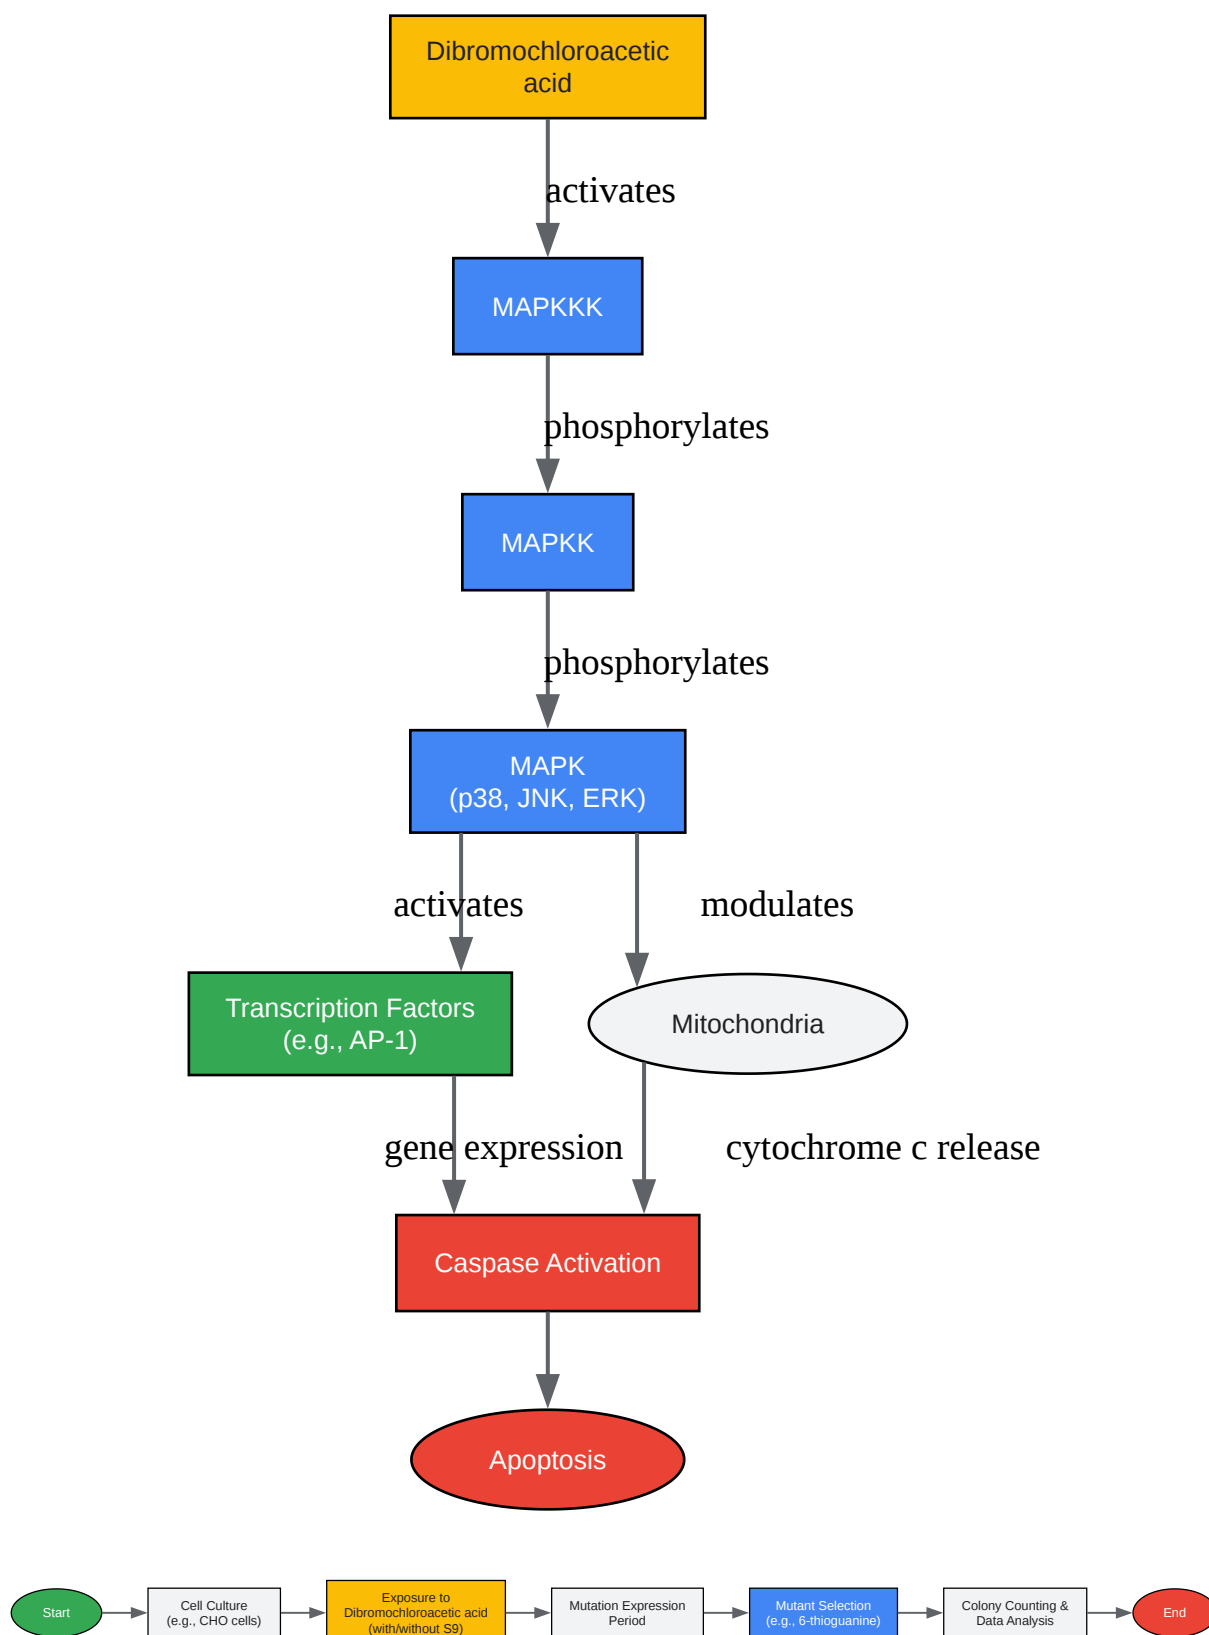 Dibromochloroacetic
acid
activates
MAPKKK
phosphorylates
MAPKK
phosphorylates
MAPK
(p38, JNK, ERK)
activates
modulates
Transcription Factors
(e.g., AP-1)
Mitochondria
gene expression
cytochrome c release
Caspase Activation
Apoptosis
Start
Cell Culture
(e.g., CHO cells)
Exposure to
Dibromochloroacetic acid
(with/without S9)
Mutation Expression
Period
Mutant Selection
(e.g., 6-thioguanine)
Colony Counting &
Data Analysis
End